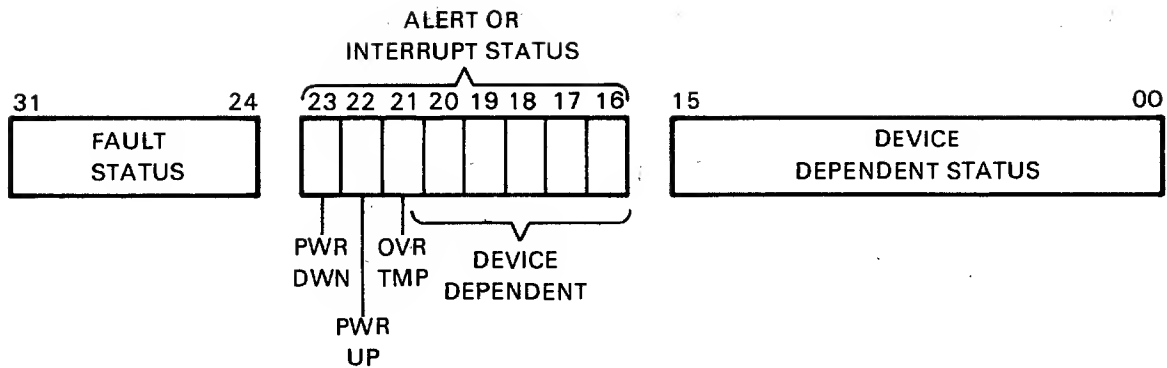 ALERT OR
INTERRUPT STATUS
31 24 23 22 21 20 19 18 17 16 15 00
FAULT
STATUS
DEVICE
DEPENDENT STATUS
PWR
DWN
OVR
TMP
DEVICE
DEPENDENT
PWR
UP